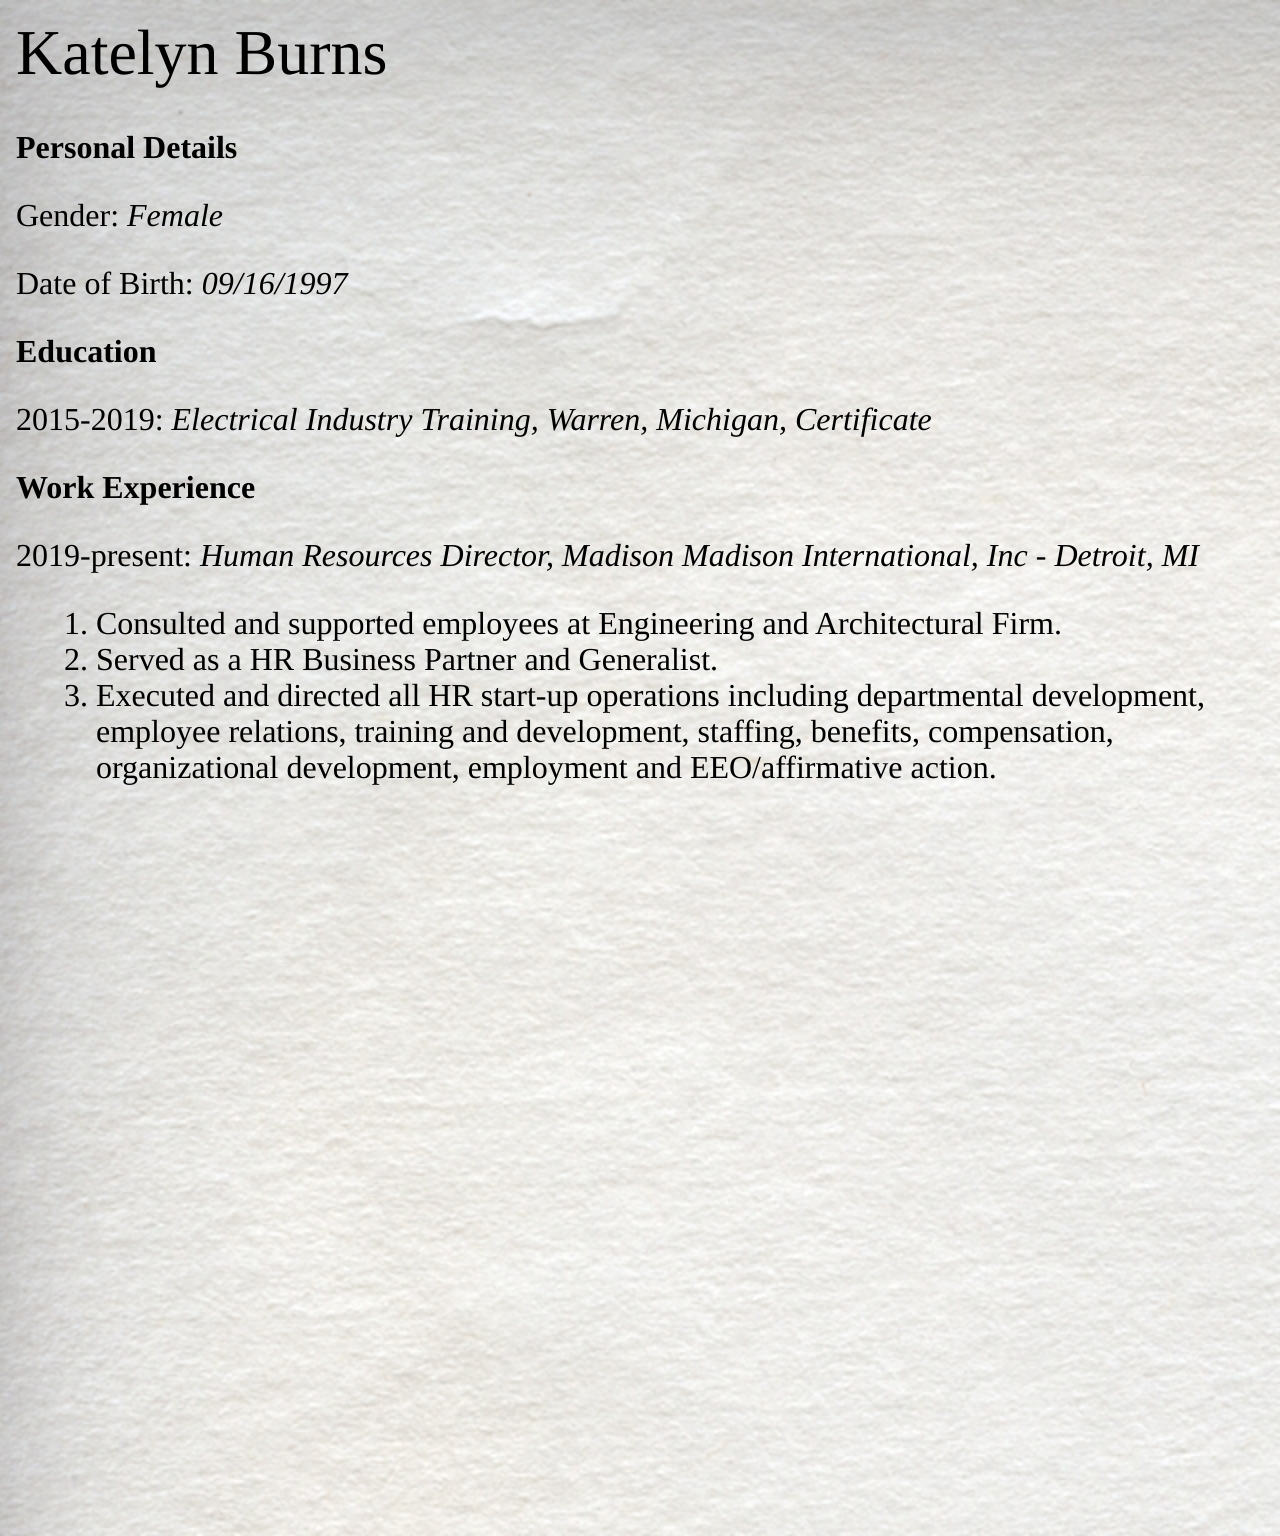 Katelyn Burns
Personal Details
Gender: Female
Date of Birth: 09/16/1997
Education
2015-2019: Electrical Industry Training, Warren, Michigan, Certificate
Work Experience
2019-present: Human Resources Director, Madison Madison International, Inc - Detroit, MI
1. Consulted and supported employees at Engineering and Architectural Firm.
2. Served as a HR Business Partner and Generalist.
3. Executed and directed all HR start-up operations including departmental development,
employee relations, training and development, staffing, benefits, compensation,
organizational development, employment and EEO/affirmative action.